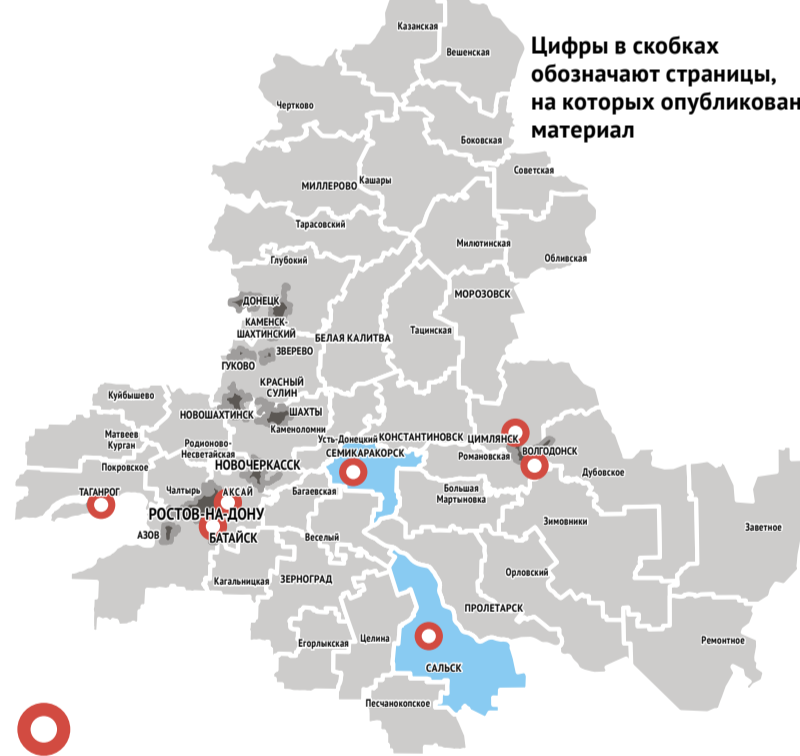 Казанская
Вешенская
Цифры в скобках
обозначают страницы,
на которых опубликован
материал
Чертково
Боковская
Советская
МИЛЛЕРОВО
Кашары
Тарасовский
Милютинская
Обливская
Глубокий
МОРОЗОВСК
ДОНЕЦК
КАМЕНСК-
ШАХТИНСКИЙ
БЕЛАЯ КАЛИТВА
Тацинская
ЗВЕРЕВО
ГУКОВО
КРАСНЫЙ
СУЛИН
Куйбышево
НОВОШАХТИНСК
ШАХТЫ
Каменоломни
Матвеев
Курган
Родионово-
Несветайская
Усть-Донецкий
КОНСТАНТИНОВСК
ЦИМЛЯНСК
СЕМИКАРАКОРСК
Романовская
ВОЛГОДОНСК
Покровское
НОВОЧЕРКАССК
Дубовское
ТАГАНРОГ
Чалтырь
АКСАЙ
Багаевская
Большая
Мартыновка
РОСТОВ-НА-ДОНУ
Зимовники
Заветное
АЗОВ
БАТАЙСК
Веселый
Кагальницкая
ЗЕРНОГРАД
Орловский
ПРОЛЕТАРСК
Егорлыкская
Целина
Ремонтное
САЛЬСК
Песчанокопское